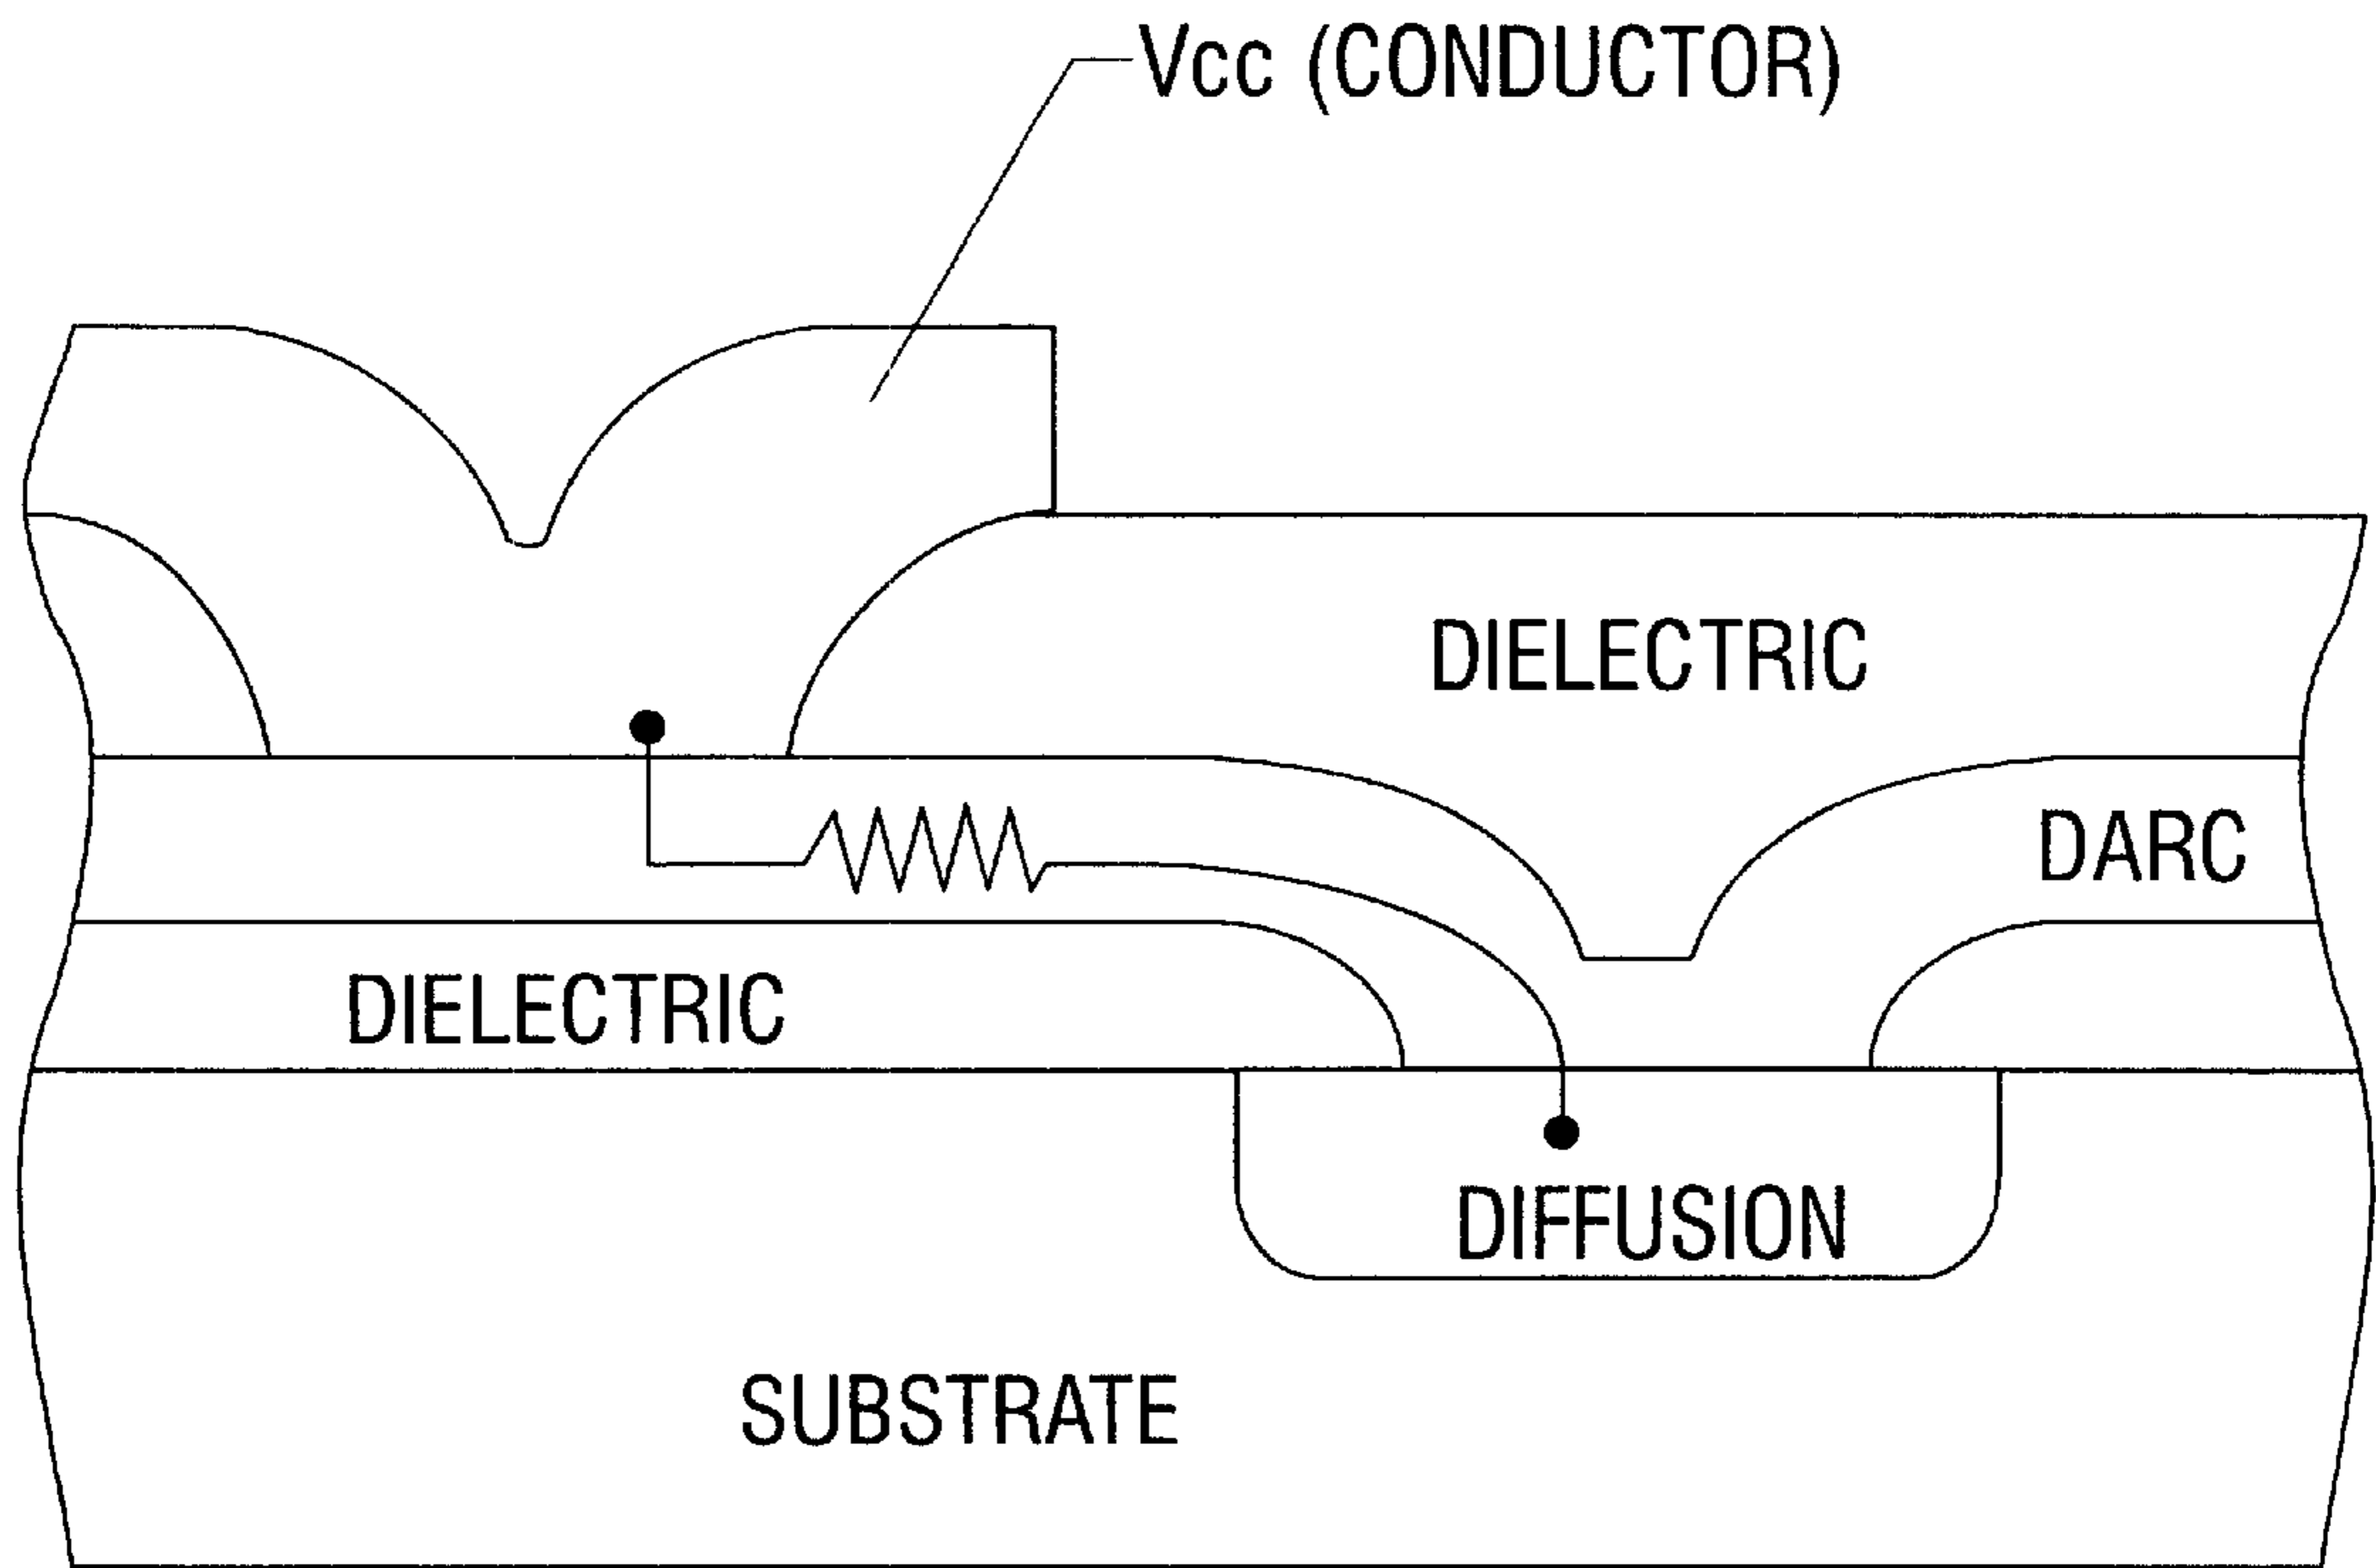 Vcc (CONDUCTOR)
DIELECTRIC
DARC
DIELECTRIC
DIFFUSION
SUBSTRATE